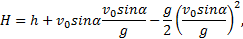 H = h + v₀sinα v₀sinα/g − g/2 (v₀sinα/g)²,